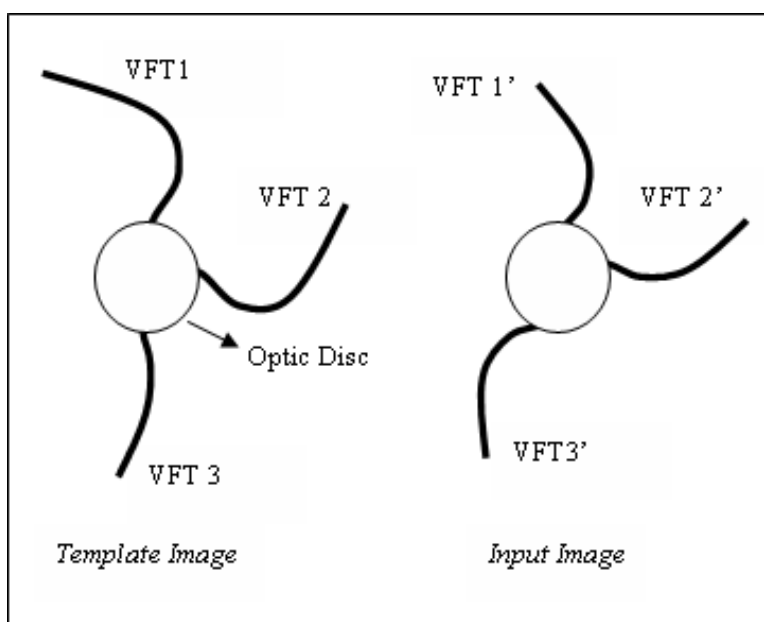 VFT1
VFT 2
Optic Disc
VFT 3
Template Image
VFT 1’
VFT 2’
VFT3’
Input Image